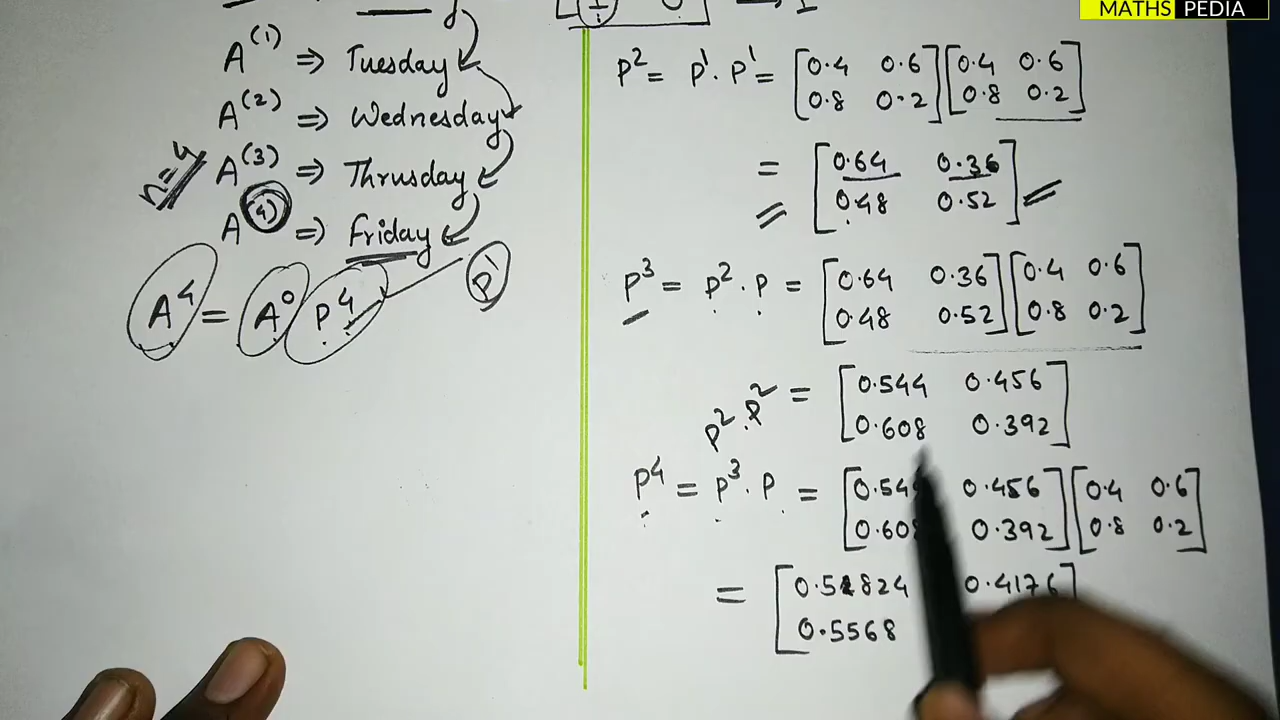 MATHS PEDIA
A^(1) ⇒ Tuesday
A^(2) ⇒ Wednesday
n=4
A^(3) ⇒ Thrusday
A^(4) ⇒ Friday
A^4 = A^0 P^4
P^1
P^2 = P^1 . P^1 = [0.4 0.6] [0.4 0.6]
[0.8 0.2] [0.8 0.2]
= [0.64 0.36]
[0.48 0.52]
P^3 = P^2 . P = [0.64 0.36] [0.4 0.6]
[0.48 0.52] [0.8 0.2]
= [0.544 0.456]
[0.608 0.392]
P^2 . P^2
P^4 = P^3 . P = [0.54 0.456] [0.4 0.6]
[0.60 0.392] [0.8 0.2]
= [ 0.4176]
[0.5568